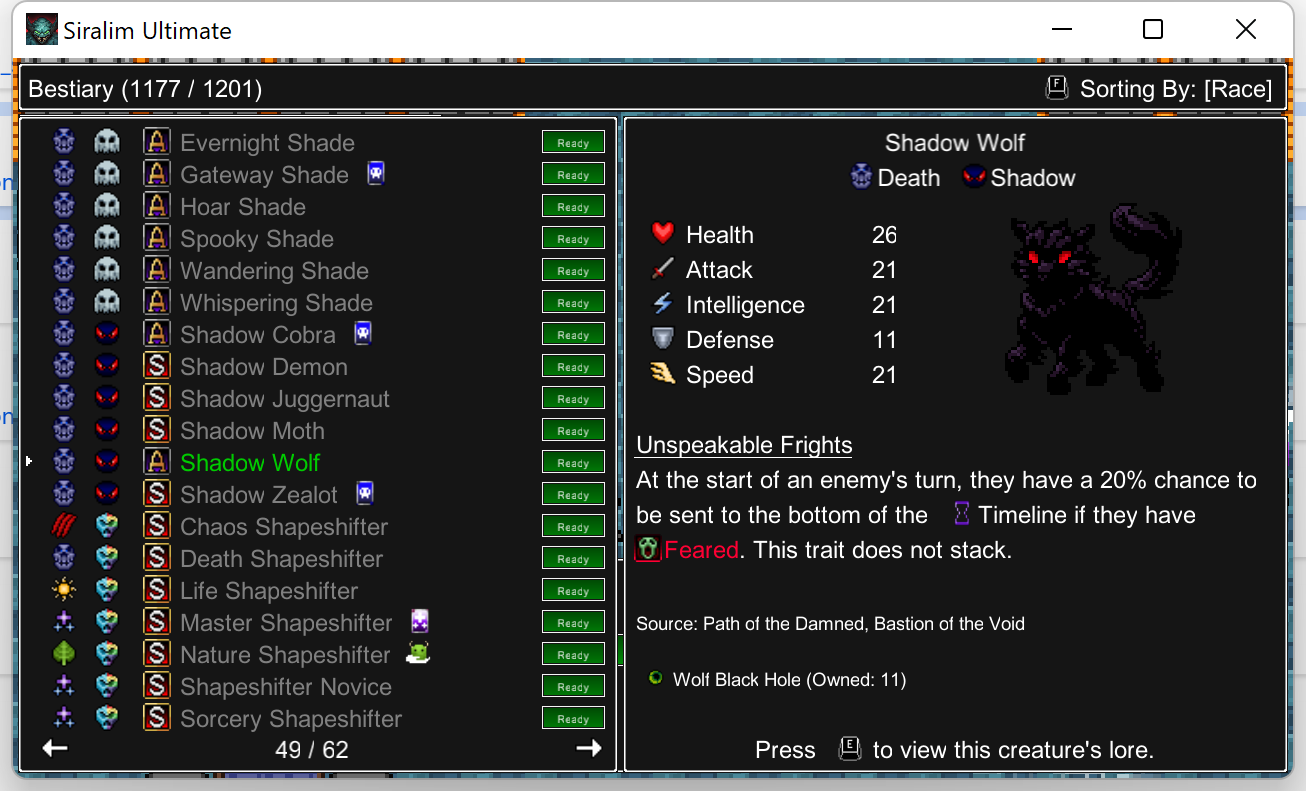 Siralim Ultimate
Bestiary (1177 / 1201)
F Sorting By: [Race]
A Evernight Shade Ready
A Gateway Shade Ready
A Hoar Shade Ready
A Spooky Shade Ready
A Wandering Shade Ready
A Whispering Shade Ready
A Shadow Cobra Ready
S Shadow Demon Ready
S Shadow Juggernaut Ready
S Shadow Moth Ready
A Shadow Wolf Ready
S Shadow Zealot Ready
S Chaos Shapeshifter Ready
S Death Shapeshifter Ready
S Life Shapeshifter Ready
S Master Shapeshifter Ready
S Nature Shapeshifter Ready
S Shapeshifter Novice Ready
S Sorcery Shapeshifter Ready
49 / 62
Shadow Wolf
Death Shadow
Health 26
Attack 21
Intelligence 21
Defense 11
Speed 21
Unspeakable Frights
At the start of an enemy's turn, they have a 20% chance to
be sent to the bottom of the Timeline if they have
Feared. This trait does not stack.
Source: Path of the Damned, Bastion of the Void
Wolf Black Hole (Owned: 11)
Press E to view this creature's lore.